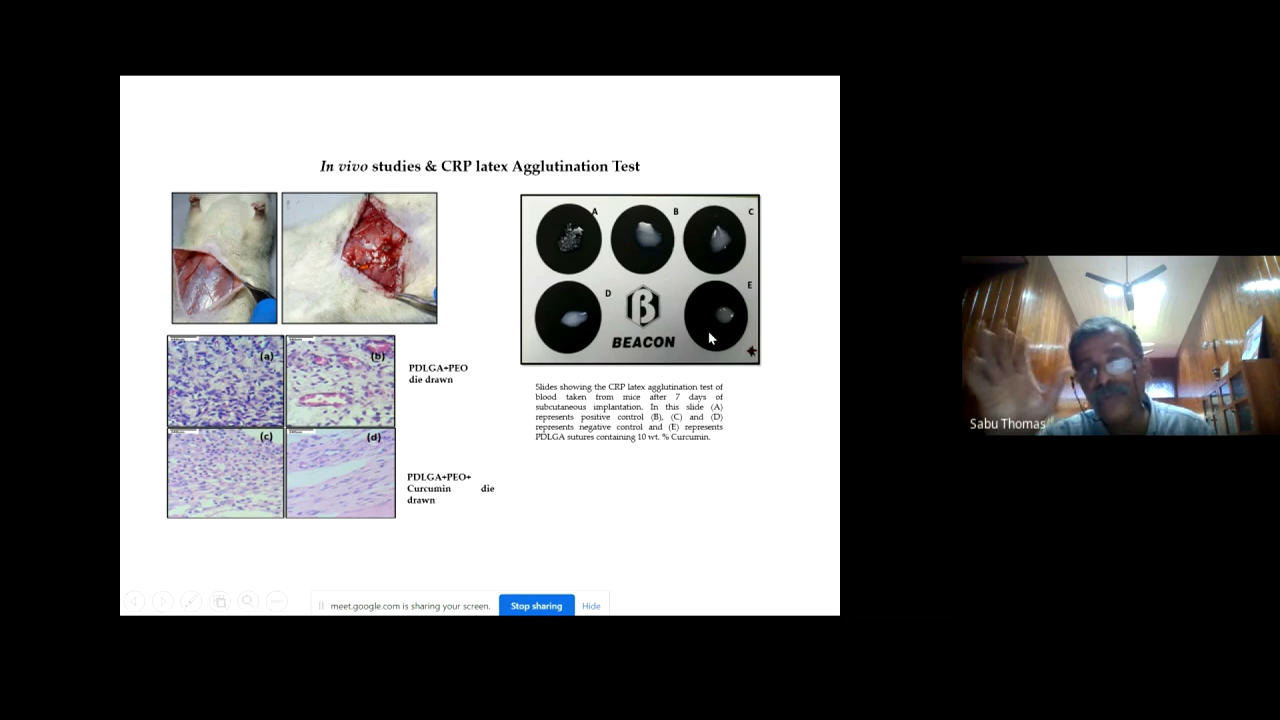 In vivo studies & CRP latex Agglutination Test
A
B
C
D
E
β
BEACON
(a)
(b)
(c)
(d)
PDLGA+PEO
die drawn
PDLGA+PEO+
Curcumin die
drawn
Slides showing the CRP latex agglutination test of
blood taken from mice after 7 days of
subcutaneous implantation. In this slide (A)
represents positive control (B), (C) and (D)
represents negative control and (E) represents
PDLGA sutures containing 10 wt. % Curcumin.
Sabu Thomas
meet.google.com is sharing your screen.
Stop sharing
Hide